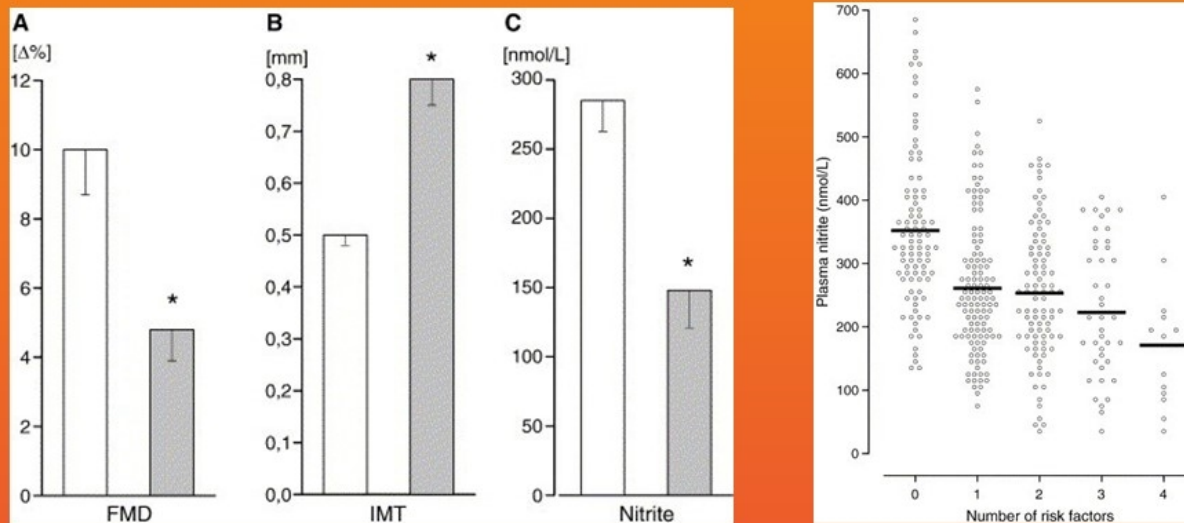 A
[Δ%]
12
10
8
6
4
2
0
*
FMD
B
[mm]
0,8
0,7
0,6
0,5
0,4
0,3
0,2
0,1
0,0
*
IMT
C
[nmol/L]
300
250
200
150
100
50
0
*
Nitrite
Plasma nitrite (nmol/L)
700
600
500
400
300
200
100
0
0 1 2 3 4
Number of risk factors